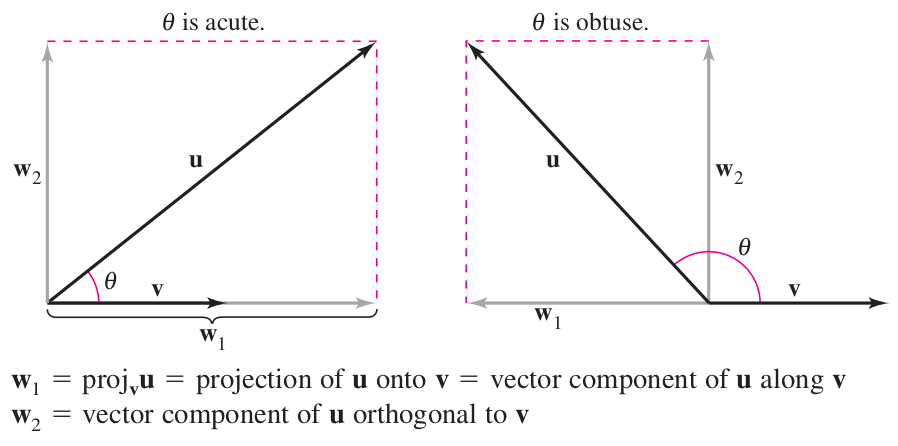 θ is acute.
θ is obtuse.
w₂
u
θ
v
w₁
u
w₂
θ
v
w₁
w₁ = projᵥu = projection of u onto v = vector component of u along v
w₂ = vector component of u orthogonal to v